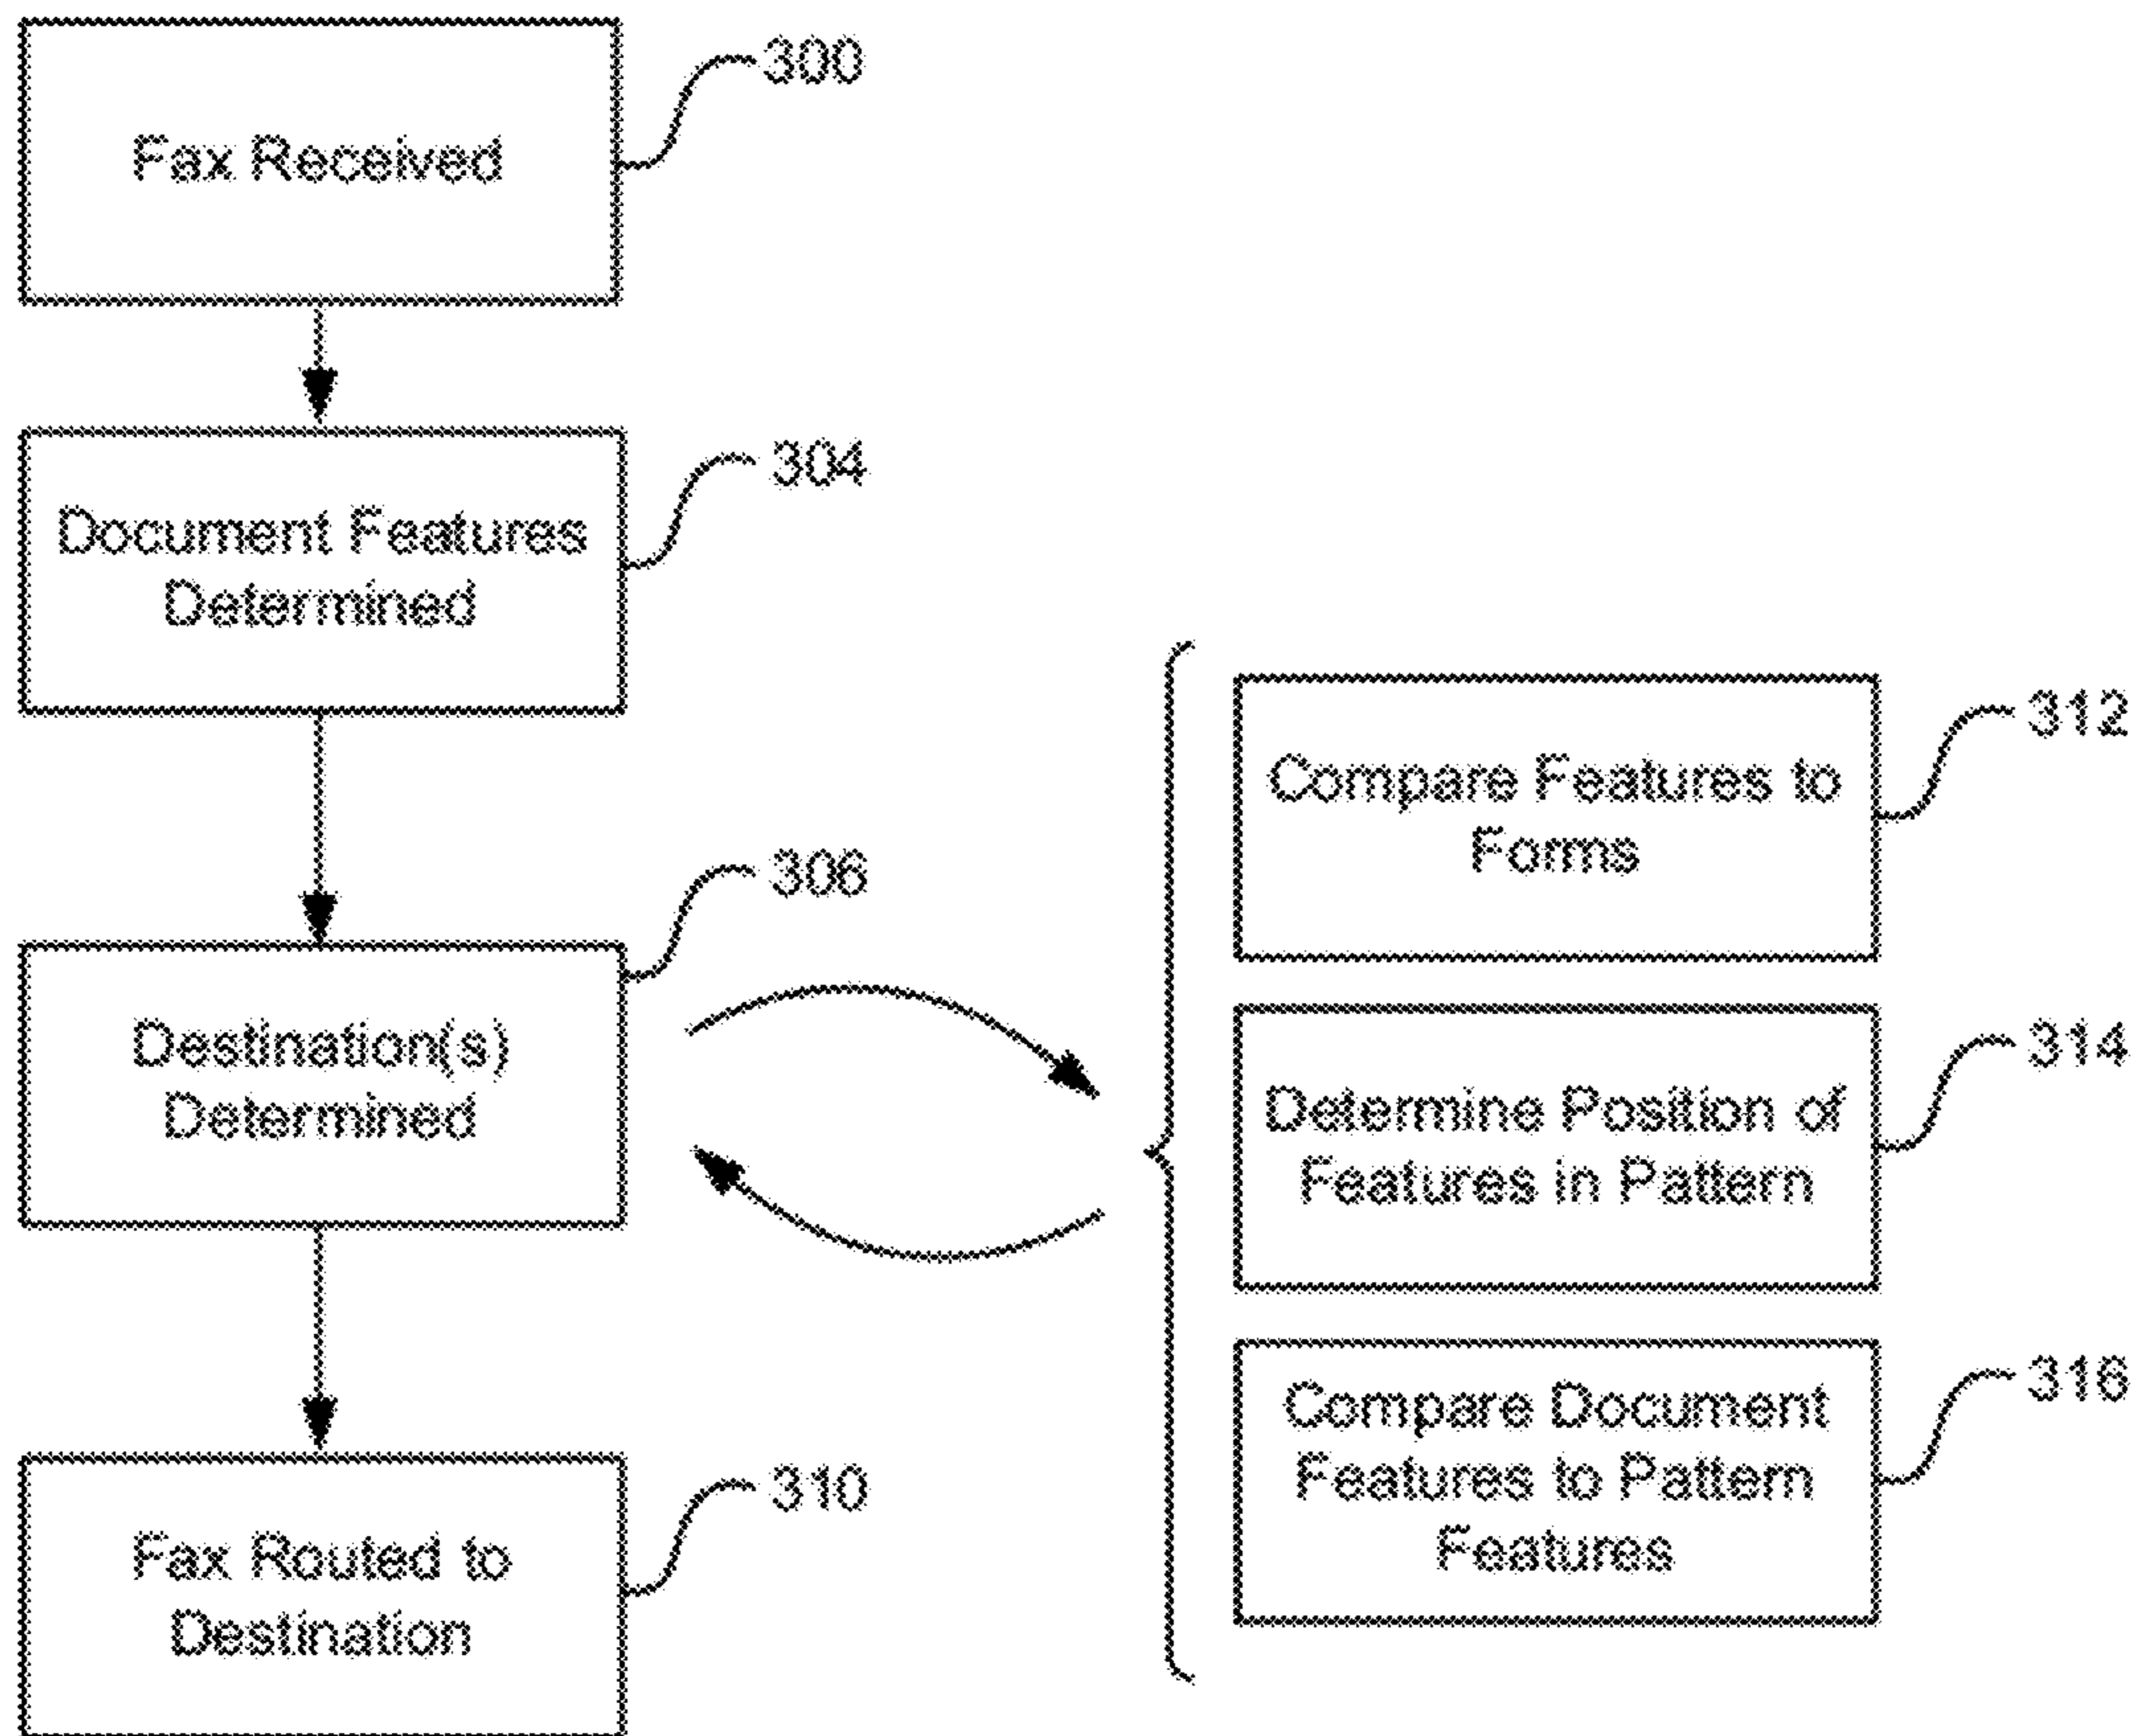 Fax Received
300
Document Features
Determined
304
Destination(s)
Determined
306
Fax Routed to
Destination
310
Compare Features to
Forms
312
Determine Position of
Features in Pattern
314
Compare Document
Features to Pattern
Features
316